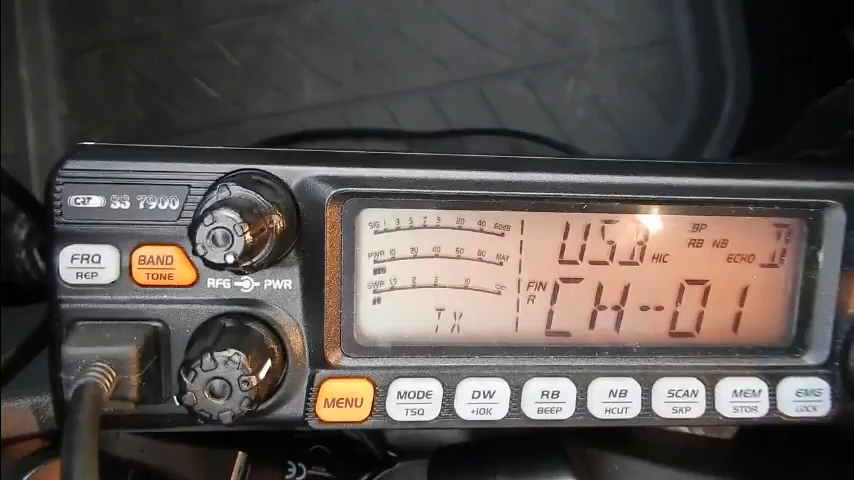 CRT SS 7900
FRQ
REP
BAND
TONE
RFG PWR
SIG 1 3 5 7 9 20 40 60dB
PWR 10 20 40 60 80 MAX
SWR 1.5 2 3 10
TX
USB HIC
BP
RB NB
ECHO
FIN
R
CH--01
MENU
MODE
TSQ
DW
+10K
RB
BEEP
NB
HCUT
SCAN
SKP
MEM
STOR
EMG
LOCK
CE